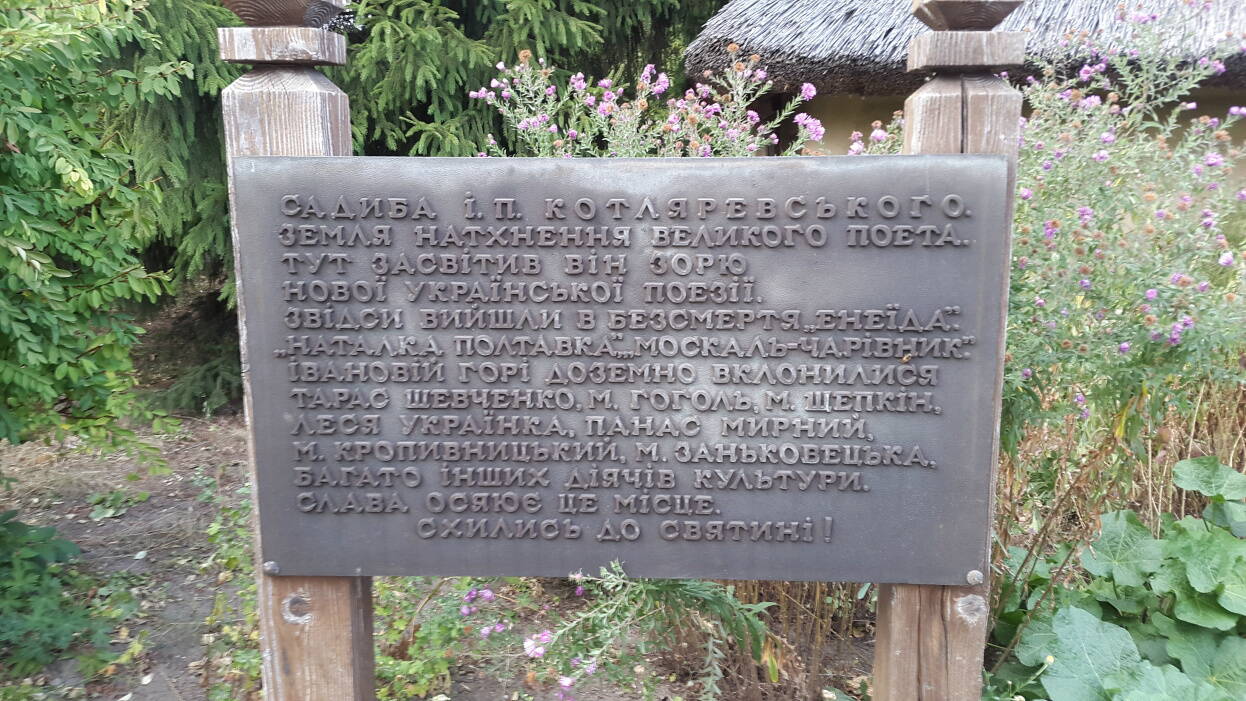 САДИБА І.П. КОТЛЯРЕВСЬКОГО.
ЗЕМЛЯ НАТХНЕННЯ ВЕЛИКОГО ПОЕТА.
ТУТ ЗАСВІТИВ ВІН ЗОРЮ
НОВОЇ УКРАЇНСЬКОЇ ПОЕЗІЇ.
ЗВІДСИ ВИЙШЛИ В БЕЗСМЕРТЯ „ЕНЕЇДА".
„НАТАЛКА ПОЛТАВКА", „МОСКАЛЬ-ЧАРІВНИК".
ІВАНОВІЙ ГОРІ ДОЗЕМНО ВКЛОНИЛИСЯ
ТАРАС ШЕВЧЕНКО, М. ГОГОЛЬ, М. ЩЕПКІН,
ЛЕСЯ УКРАЇНКА, ПАНАС МИРНИЙ,
М. КРОПИВНИЦЬКИЙ, М. ЗАНЬКОВЕЦЬКА.
БАГАТО ІНШИХ ДІЯЧІВ КУЛЬТУРИ.
СЛАВА ОСЯЮЄ ЦЕ МІСЦЕ.
СХИЛИСЬ ДО СВЯТИНІ!